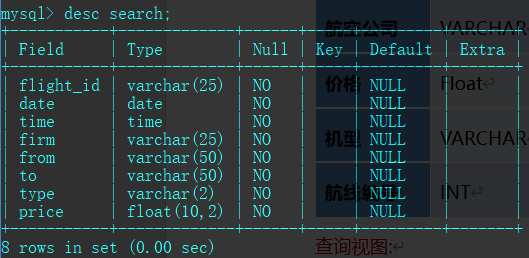 mysql> desc search;
航空公司 VARCHAR
| Field | Type | Null | Key | Default | Extra |
| flight_id | varchar(25) | NO | | NULL | |
价格 Float↵
| date | date | NO | | NULL | |
| time | time | NO | | NULL | |
| firm | varchar(25) | NO | | NULL | |
机型 VARCHAR
| from | varchar(50) | NO | | NULL | |
| to | varchar(50) | NO | | NULL | |
| type | varchar(2) | NO | | NULL | |
航线 INT↵
| price | float(10,2) | NO | | NULL | |
8 rows in set (0.00 sec)
查询视图:↵